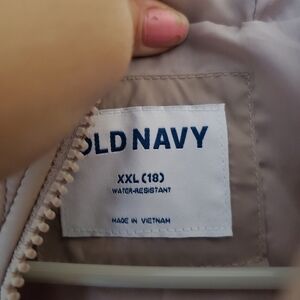 OLD NAVY
XXL (18)
WATER-RESISTANT
MADE IN VIETNAM